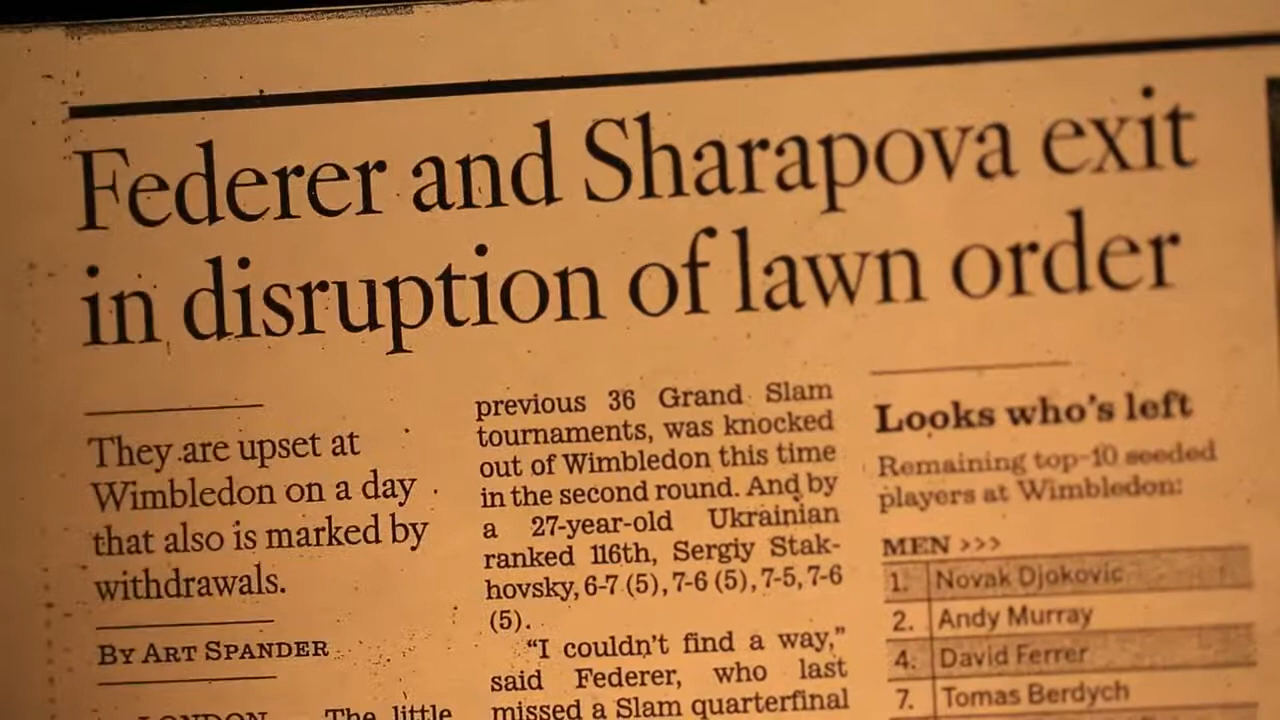 Federer and Sharapova exit
in disruption of lawn order
They are upset at
Wimbledon on a day
that also is marked by
withdrawals.
BY ART SPANDER
LONDON The little
previous 36 Grand Slam
tournaments, was knocked
out of Wimbledon this time
in the second round. And by
a 27-year-old Ukrainian
ranked 116th, Sergiy Stak-
hovsky, 6-7 (5), 7-6 (5), 7-5, 7-6
(5).
"I couldn't find a way,"
said Federer, who last
missed a Slam quarterfinal
Looks who's left
Remaining top-10 seeded
players at Wimbledon:
MEN >>>
1. Novak Djokovic
2. Andy Murray
4. David Ferrer
7. Tomas Berdych